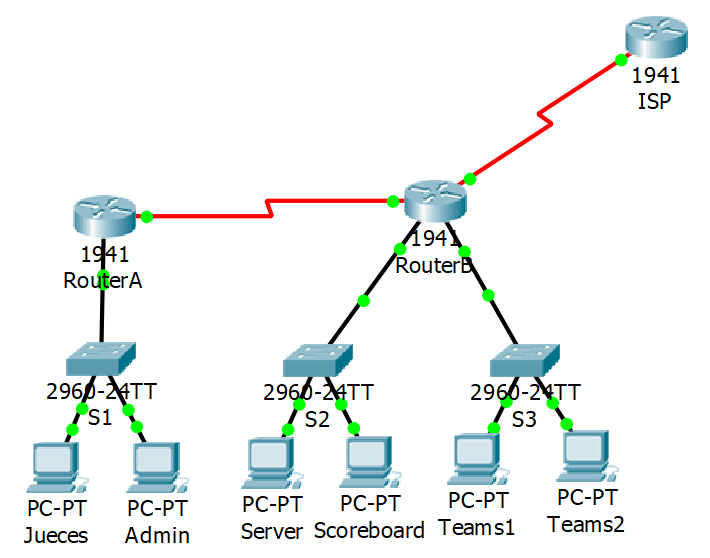 1941
ISP
1941
RouterA
1941
RouterB
2960-24TT
S1
2960-24TT
S2
2960-24TT
S3
PC-PT
Jueces
PC-PT
Admin
PC-PT
Server
PC-PT
Scoreboard
PC-PT
Teams1
PC-PT
Teams2